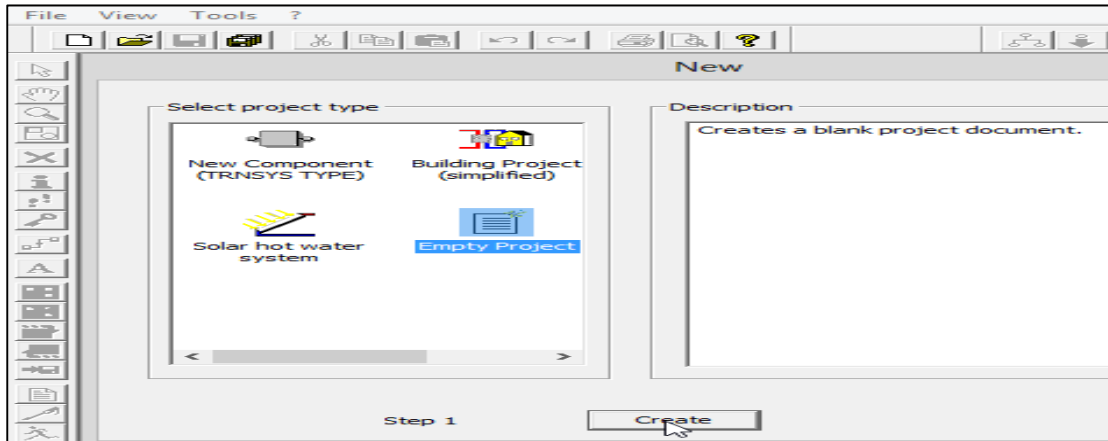 File View Tools ?
New
Select project type
Description
New Component
(TRNSYS TYPE)
Building Project
(simplified)
Solar hot water
system
Empty Project
Creates a blank project document.
Step 1
Create